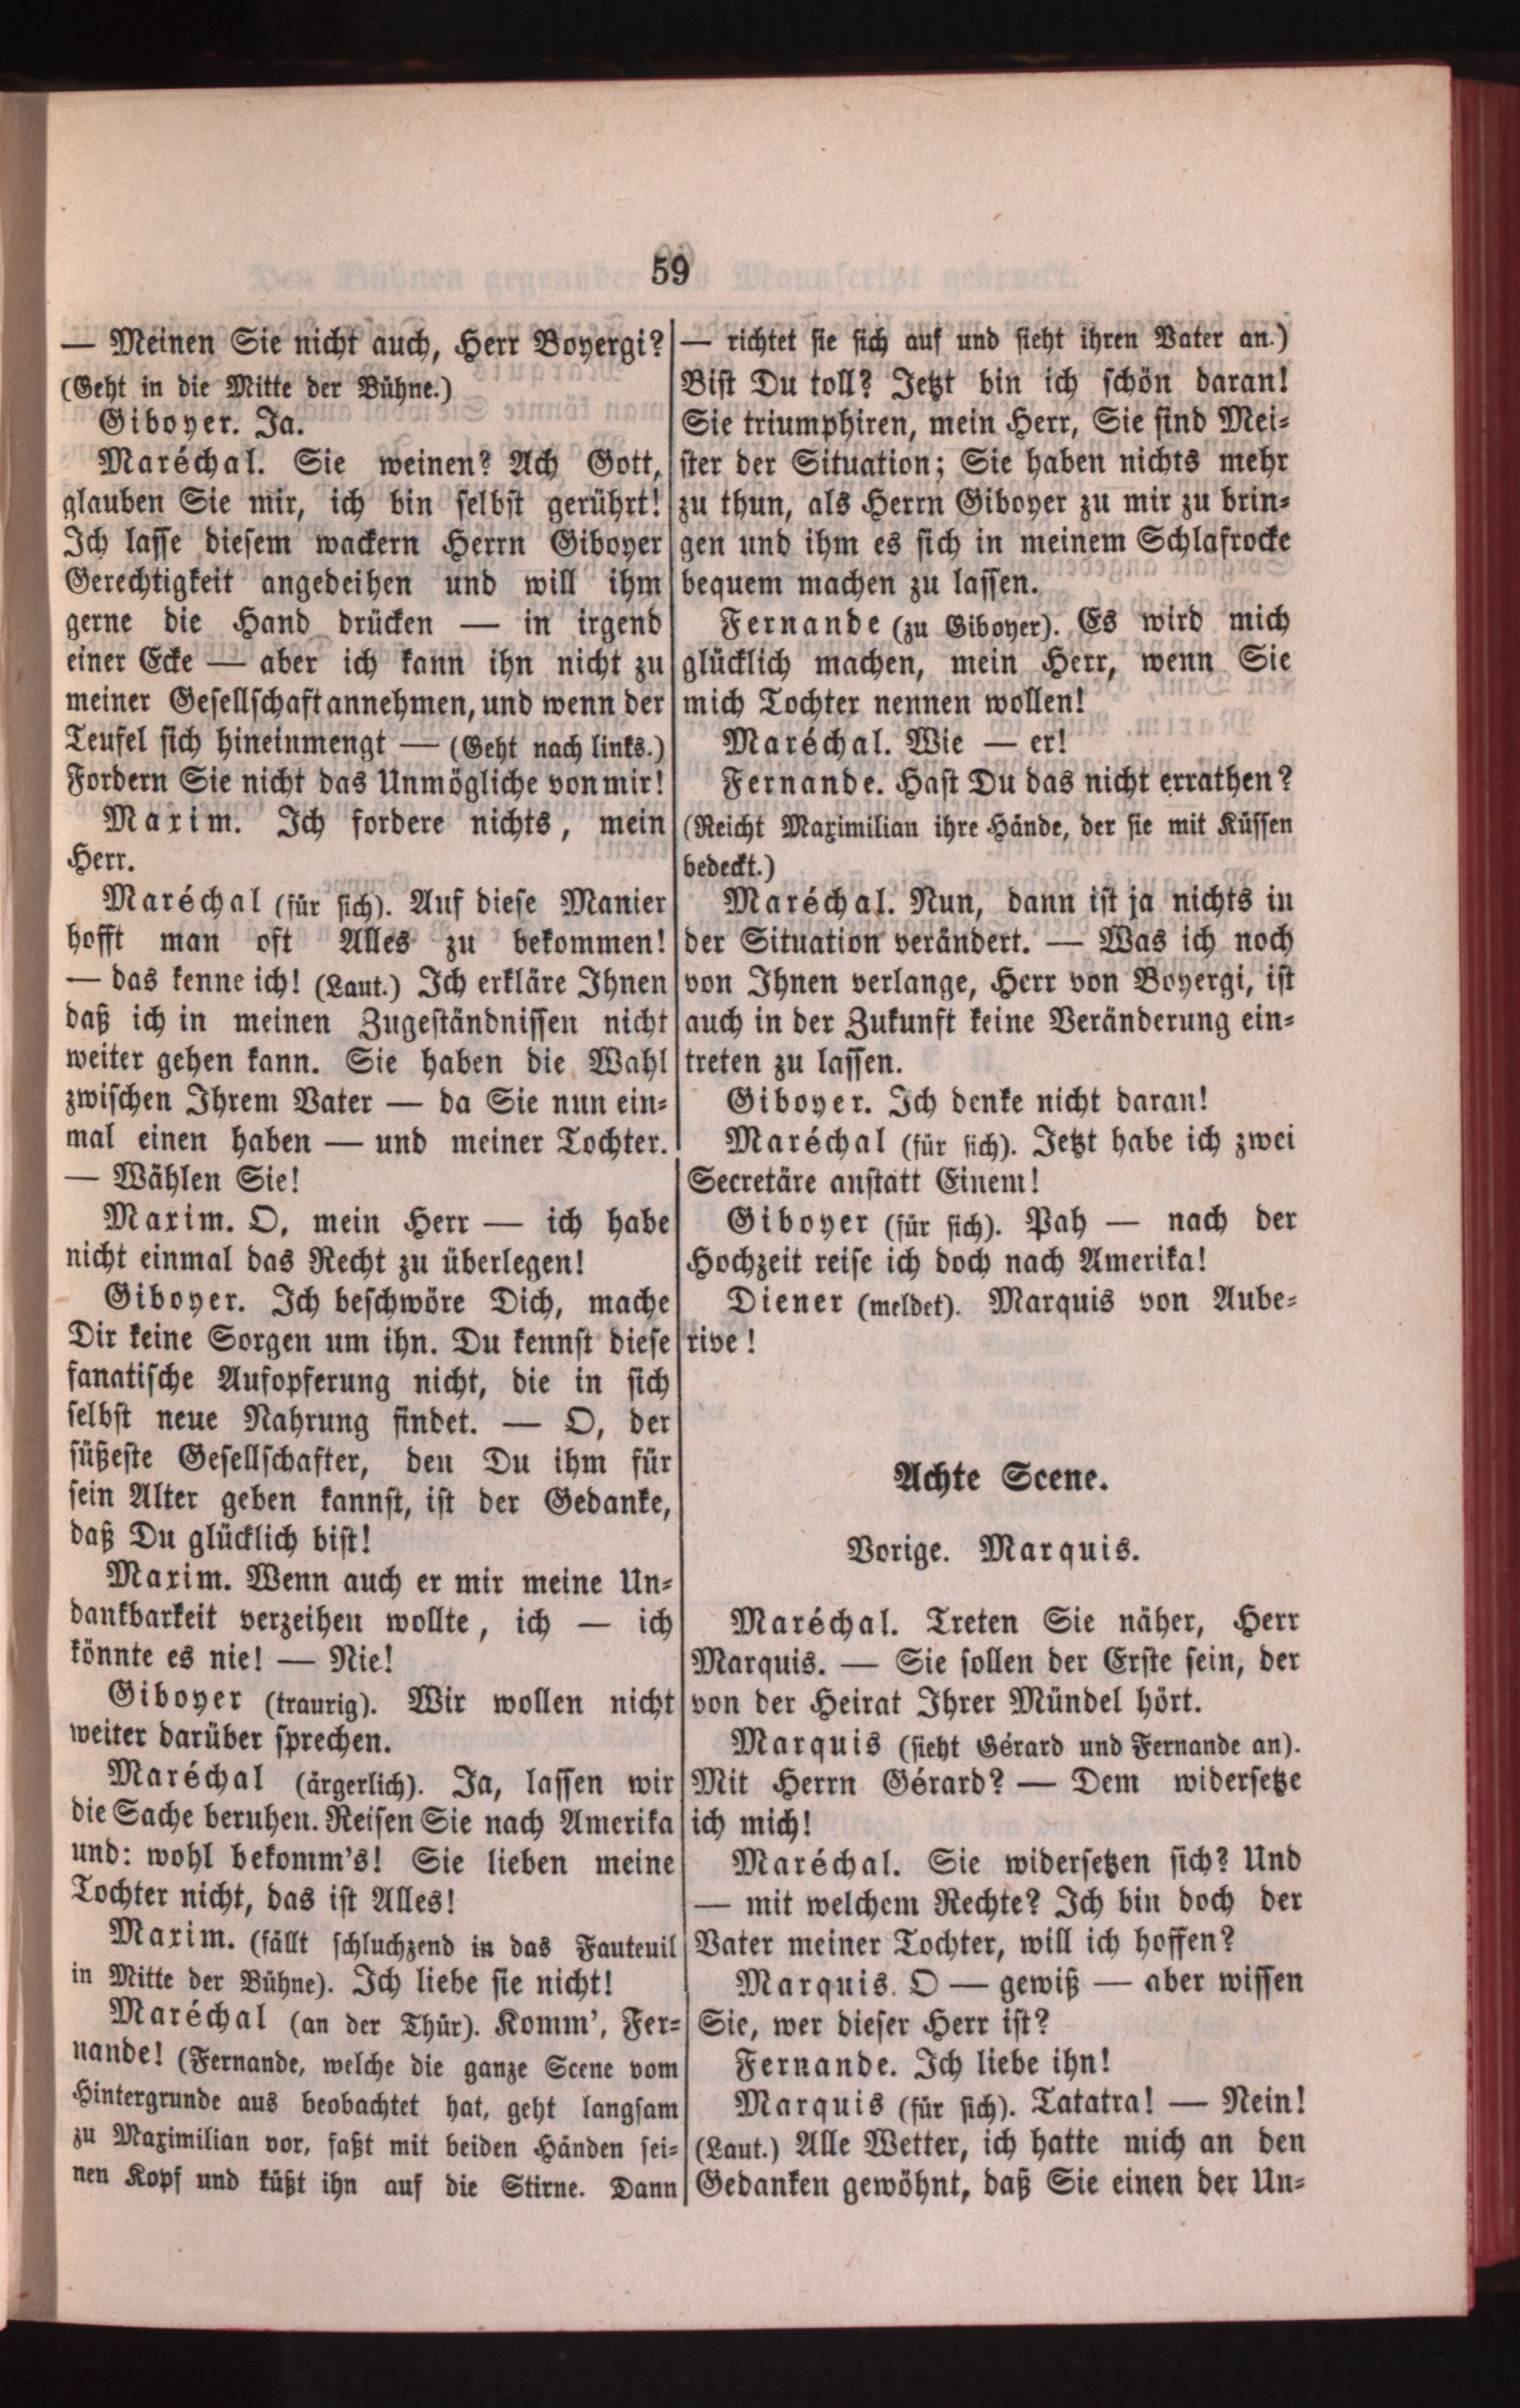 59
— Meinen Sie nicht auch, Herr Boyergi?
(Geht in die Mitte der Bühne.)
Giboyer. Ja.
Maréchal. Sie weinen? Ach Gott,
glauben Sie mir, ich bin selbst gerührt!
Ich lasse diesem wackern Herrn Giboyer
Gerechtigkeit angedeihen und will ihm
gerne die Hand drücken — in irgend
einer Ecke — aber ich kann ihn nicht zu
meiner Gesellschaft annehmen, und wenn der
Teufel sich hineinmengt — (Geht nach links.)
Fordern Sie nicht das Unmögliche von mir!
Maxim. Ich fordere nichts, mein
Herr.
Maréchal (für sich). Auf diese Manier
hofft man oft Alles zu bekommen!
— das kenne ich! (Laut.) Ich erkläre Ihnen
daß ich in meinen Zugeständnissen nicht
weiter gehen kann. Sie haben die Wahl
zwischen Ihrem Vater — da Sie nun ein-
mal einen haben — und meiner Tochter.
— Wählen Sie!
Maxim. O, mein Herr — ich habe
nicht einmal das Recht zu überlegen!
Giboyer. Ich beschwöre Dich, mache
Dir keine Sorgen um ihn. Du kennst diese
fanatische Aufopferung nicht, die in sich
selbst neue Nahrung findet. — O, der
süßeste Gesellschafter, den Du ihm für
sein Alter geben kannst, ist der Gedanke,
daß Du glücklich bist!
Maxim. Wenn auch er mir meine Un-
dankbarkeit verzeihen wollte, ich — ich
könnte es nie! — Nie!
Giboyer (traurig). Wir wollen nicht
weiter darüber sprechen.
Maréchal (ärgerlich). Ja, lassen wir
die Sache beruhen. Reisen Sie nach Amerika
und: wohl bekomm's! Sie lieben meine
Tochter nicht, das ist Alles!
Maxim. (fällt schluchzend in das Fauteuil
in Mitte der Bühne). Ich liebe sie nicht!
Maréchal (an der Thür). Komm', Fer-
nande! (Fernande, welche die ganze Scene vom
Hintergrunde aus beobachtet hat, geht langsam
zu Maximilian vor, faßt mit beiden Händen sei-
nen Kopf und küßt ihn auf die Stirne. Dann
— richtet sie sich auf und sieht ihren Vater an.)
Bist Du toll? Jetzt bin ich schön daran!
Sie triumphiren, mein Herr, Sie sind Mei-
ster der Situation; Sie haben nichts mehr
zu thun, als Herrn Giboyer zu mir zu brin-
gen und ihm es sich in meinem Schlafrocke
bequem machen zu lassen.
Fernande (zu Giboyer). Es wird mich
glücklich machen, mein Herr, wenn Sie
mich Tochter nennen wollen!
Maréchal. Wie — er!
Fernande. Hast Du das nicht errathen?
(Reicht Maximilian ihre Hände, der sie mit Küssen
bedeckt.)
Maréchal. Nun, dann ist ja nichts in
der Situation verändert. — Was ich noch
von Ihnen verlange, Herr von Boyergi, ist
auch in der Zukunft keine Veränderung ein-
treten zu lassen.
Giboyer. Ich denke nicht daran!
Maréchal (für sich). Jetzt habe ich zwei
Secretäre anstatt Einem!
Giboyer (für sich). Pah — nach der
Hochzeit reise ich doch nach Amerika!
Diener (meldet). Marquis von Aube-
rive!
Achte Scene.
Vorige. Marquis.
Maréchal. Treten Sie näher, Herr
Marquis. — Sie sollen der Erste sein, der
von der Heirat Ihrer Mündel hört.
Marquis (sieht Gérard und Fernande an).
Mit Herrn Gérard? — Dem widersetze
ich mich!
Maréchal. Sie widersetzen sich? Und
— mit welchem Rechte? Ich bin doch der
Vater meiner Tochter, will ich hoffen?
Marquis. O — gewiß — aber wissen
Sie, wer dieser Herr ist?
Fernande. Ich liebe ihn!
Marquis (für sich). Tatatra! — Nein!
(Laut.) Alle Wetter, ich hatte mich an den
Gedanken gewöhnt, daß Sie einen der Un-